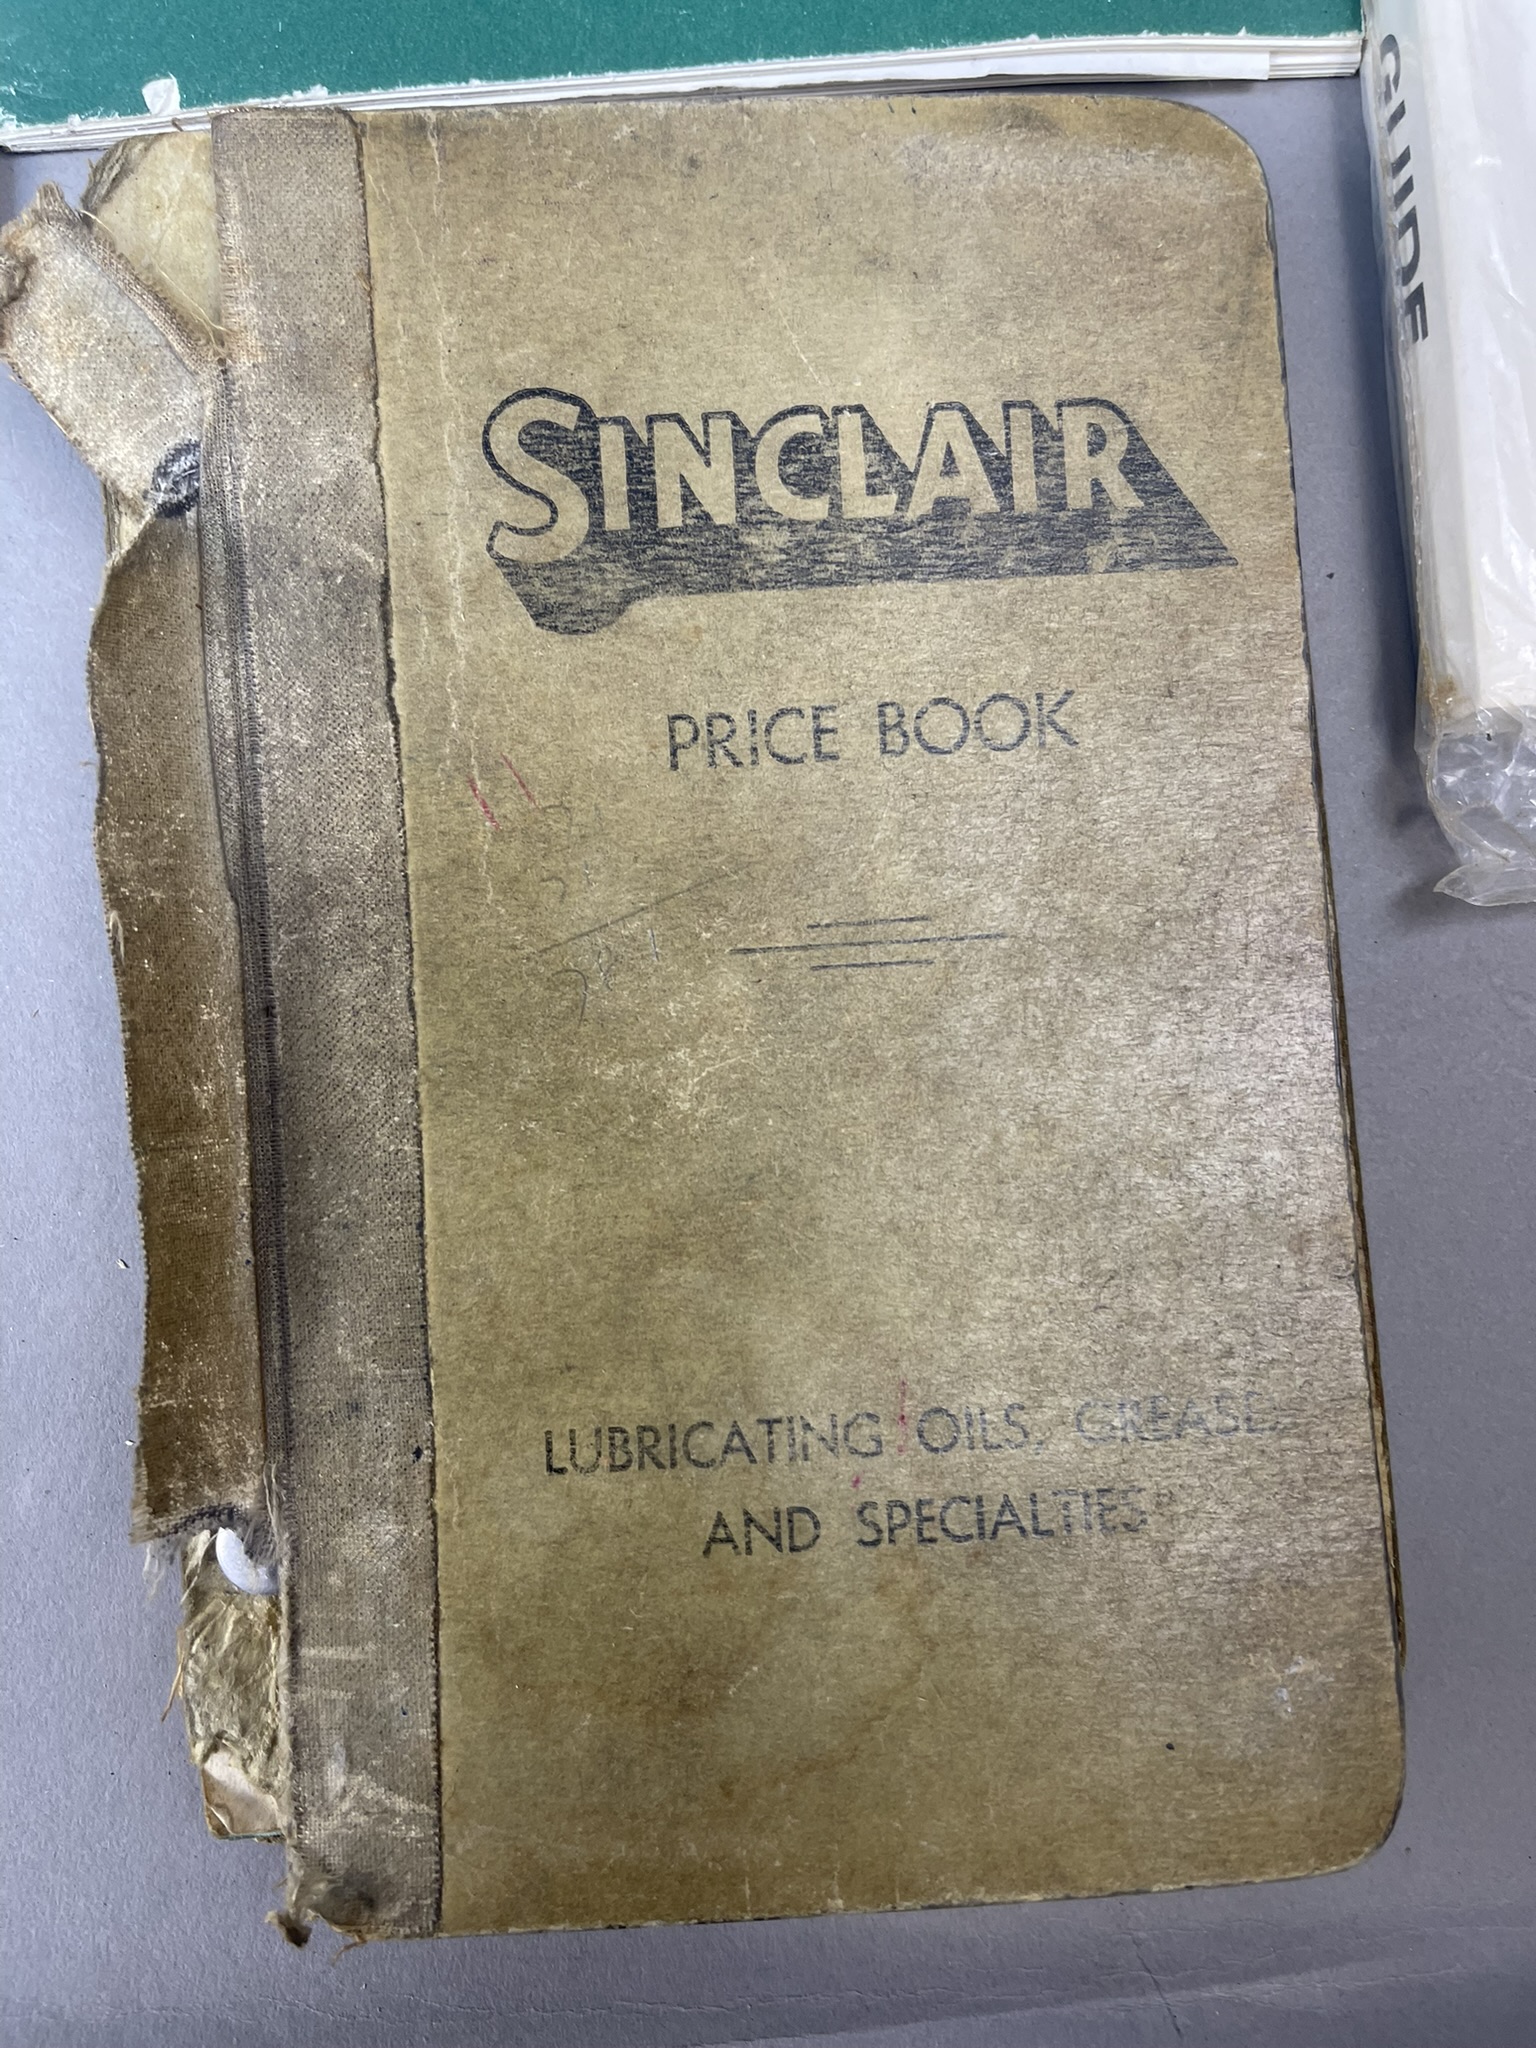 SINCLAIR
PRICE BOOK
LUBRICATING OILS, GREASE,
AND SPECIALTIES
GUIDE